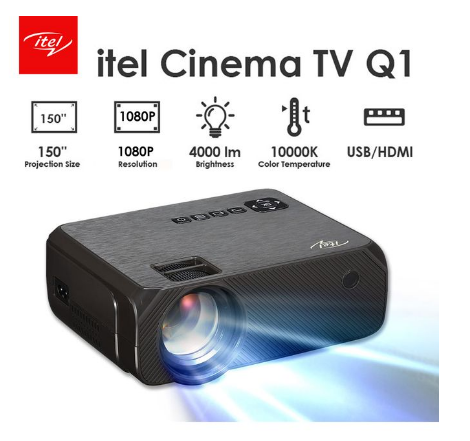 itel
itel Cinema TV Q1
150" 1080P t
150" 1080P 4000 lm 10000K USB/HDMI
Projection Size Resolution Brightness Color Temperature
itel